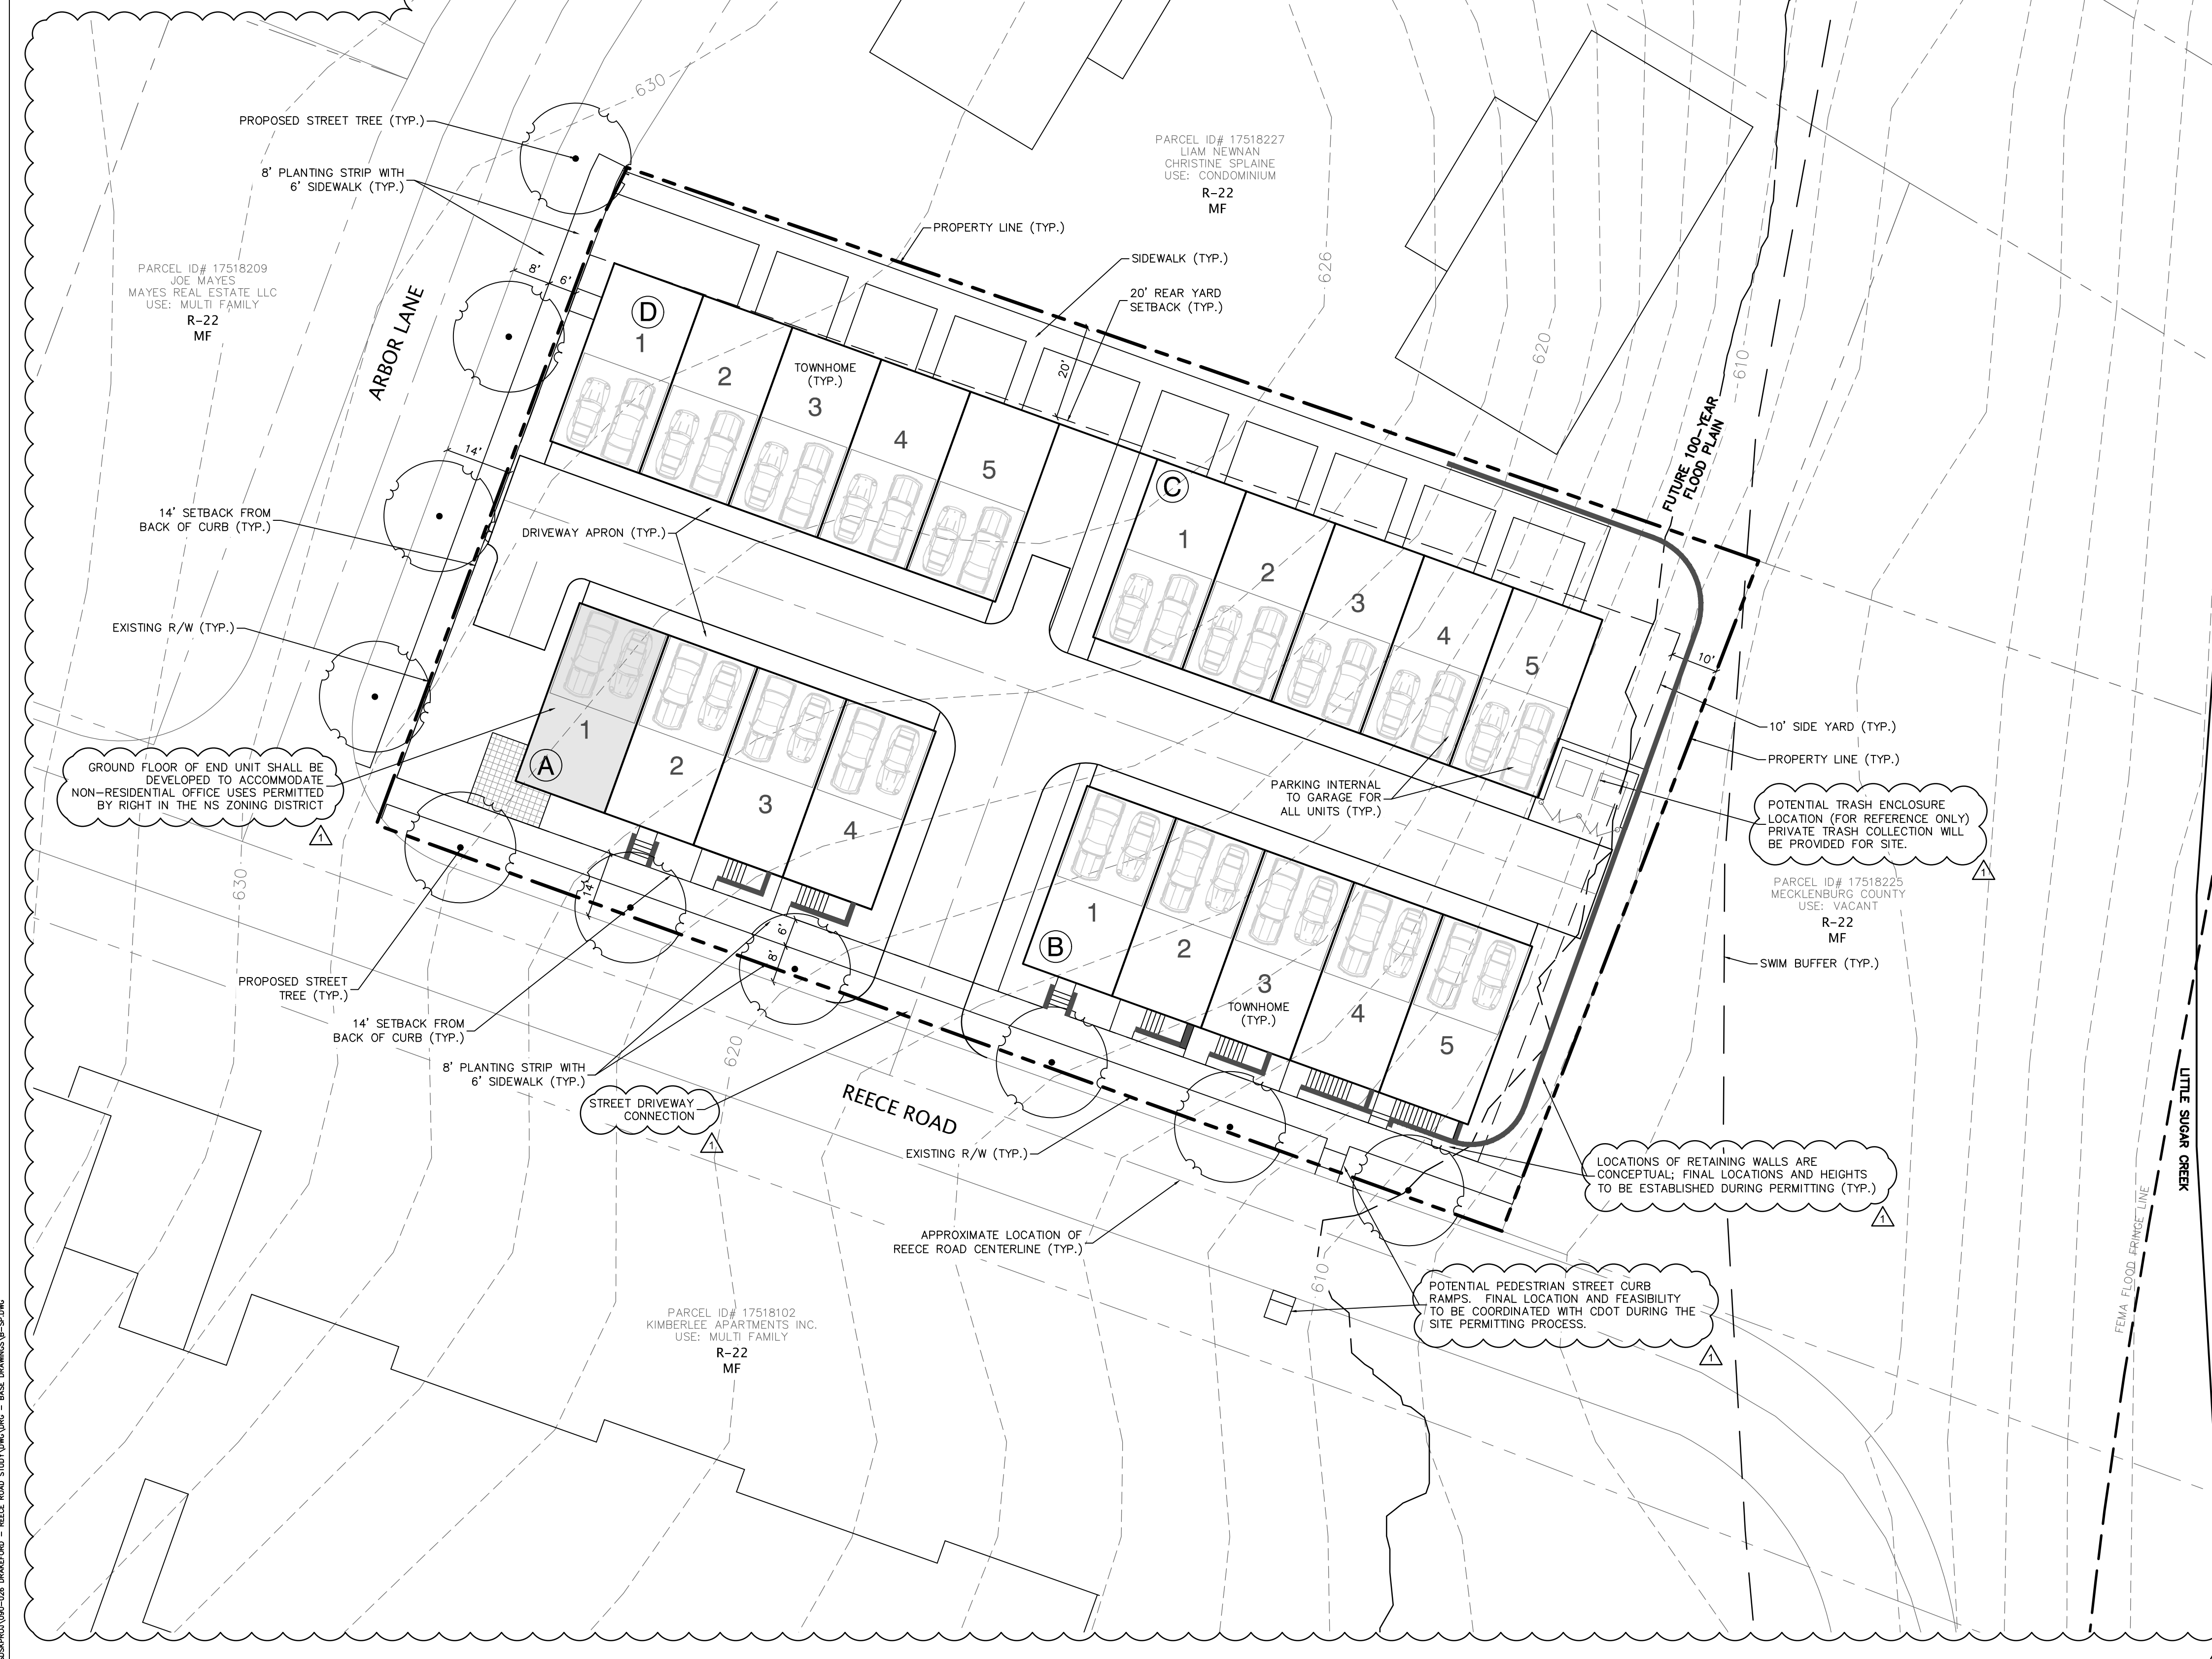 630
PROPOSED STREET TREE (TYP.)
8' PLANTING STRIP WITH
6' SIDEWALK (TYP.)
PARCEL ID# 17518227
LIAM NEWNAN
CHRISTINE SPLAINE
USE: CONDOMINIUM
R-22
MF
PROPERTY LINE (TYP.)
SIDEWALK (TYP.)
626
20' REAR YARD
SETBACK (TYP.)
PARCEL ID# 17518209
JOE MAYES
MAYES REAL ESTATE LLC
USE: MULTI FAMILY
R-22
MF
ARBOR LANE
8'
6'
14'
20'
620
610
FUTURE 100-YEAR
FLOOD PLAIN
D
1
2
TOWNHOME
(TYP.)
3
4
5
C
1
2
3
4
5
14' SETBACK FROM
BACK OF CURB (TYP.)
DRIVEWAY APRON (TYP.)
EXISTING R/W (TYP.)
10'
10' SIDE YARD (TYP.)
PROPERTY LINE (TYP.)
GROUND FLOOR OF END UNIT SHALL BE
DEVELOPED TO ACCOMMODATE
NON-RESIDENTIAL OFFICE USES PERMITTED
BY RIGHT IN THE NS ZONING DISTRICT
1
A
1
2
3
4
PARKING INTERNAL
TO GARAGE FOR
ALL UNITS (TYP.)
POTENTIAL TRASH ENCLOSURE
LOCATION (FOR REFERENCE ONLY)
PRIVATE TRASH COLLECTION WILL
BE PROVIDED FOR SITE.
1
PARCEL ID# 17518225
MECKLENBURG COUNTY
USE: VACANT
R-22
MF
SWIM BUFFER (TYP.)
630
14'
6'
8'
B
1
2
3
TOWNHOME
(TYP.)
4
5
PROPOSED STREET
TREE (TYP.)
14' SETBACK FROM
BACK OF CURB (TYP.)
8' PLANTING STRIP WITH
6' SIDEWALK (TYP.)
620
STREET DRIVEWAY
CONNECTION
1
REECE ROAD
EXISTING R/W (TYP.)
LITTLE SUGAR CREEK
LOCATIONS OF RETAINING WALLS ARE
CONCEPTUAL; FINAL LOCATIONS AND HEIGHTS
TO BE ESTABLISHED DURING PERMITTING (TYP.)
1
APPROXIMATE LOCATION OF
REECE ROAD CENTERLINE (TYP.)
610
FEMA FLOOD FRINGE LINE
POTENTIAL PEDESTRIAN STREET CURB
RAMPS. FINAL LOCATION AND FEASIBILITY
TO BE COORDINATED WITH CDOT DURING THE
SITE PERMITTING PROCESS.
1
PARCEL ID# 17518102
KIMBERLEE APARTMENTS INC.
USE: MULTI FAMILY
R-22
MF